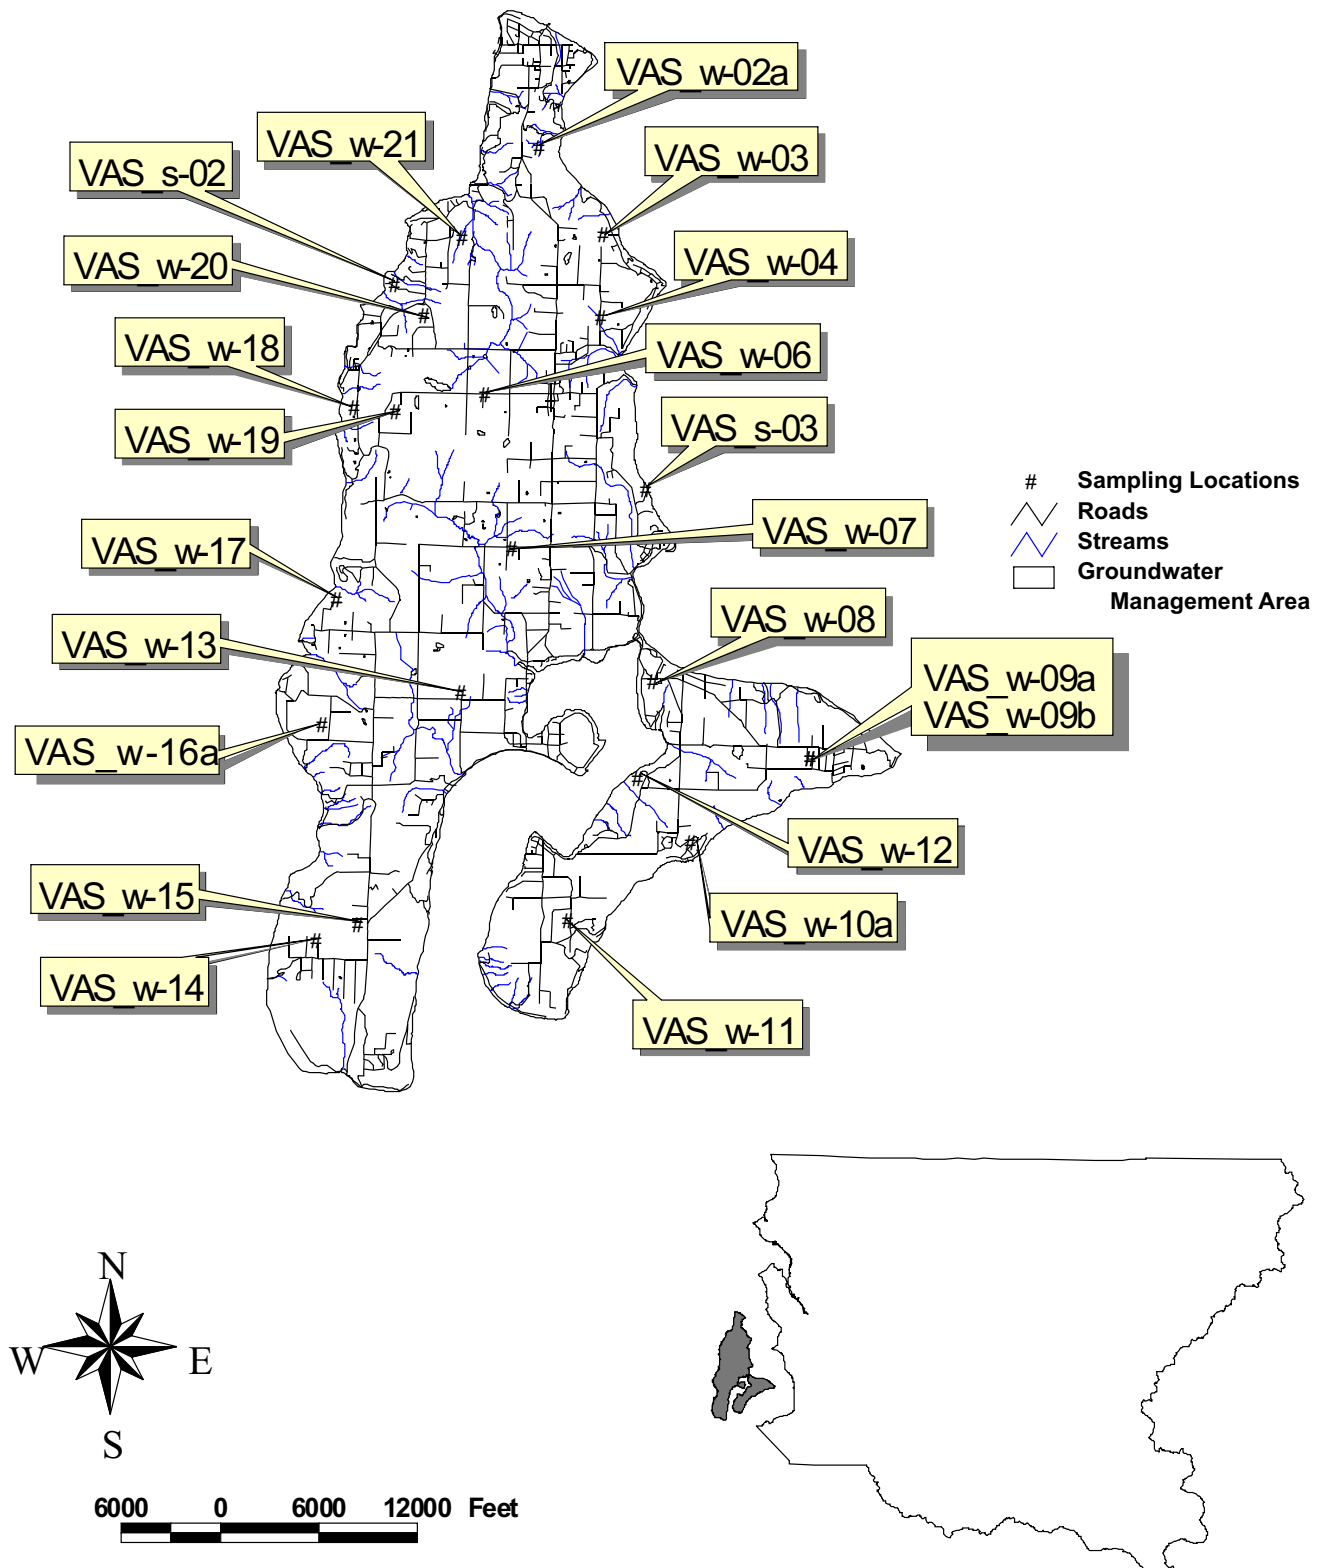 VAS_w-02a
VAS_w-21
VAS_w-03
VAS_s-02
VAS_w-20
VAS_w-04
VAS_w-18
VAS_w-06
VAS_w-19
VAS_s-03
# Sampling Locations
Roads
Streams
Groundwater
Management Area
VAS_w-17
VAS_w-07
VAS_w-08
VAS_w-13
VAS_w-09a
VAS_w-09b
VAS_w-16a
VAS_w-12
VAS_w-15
VAS_w-10a
VAS_w-14
VAS_w-11
N
W E
S
6000 0 6000 12000 Feet